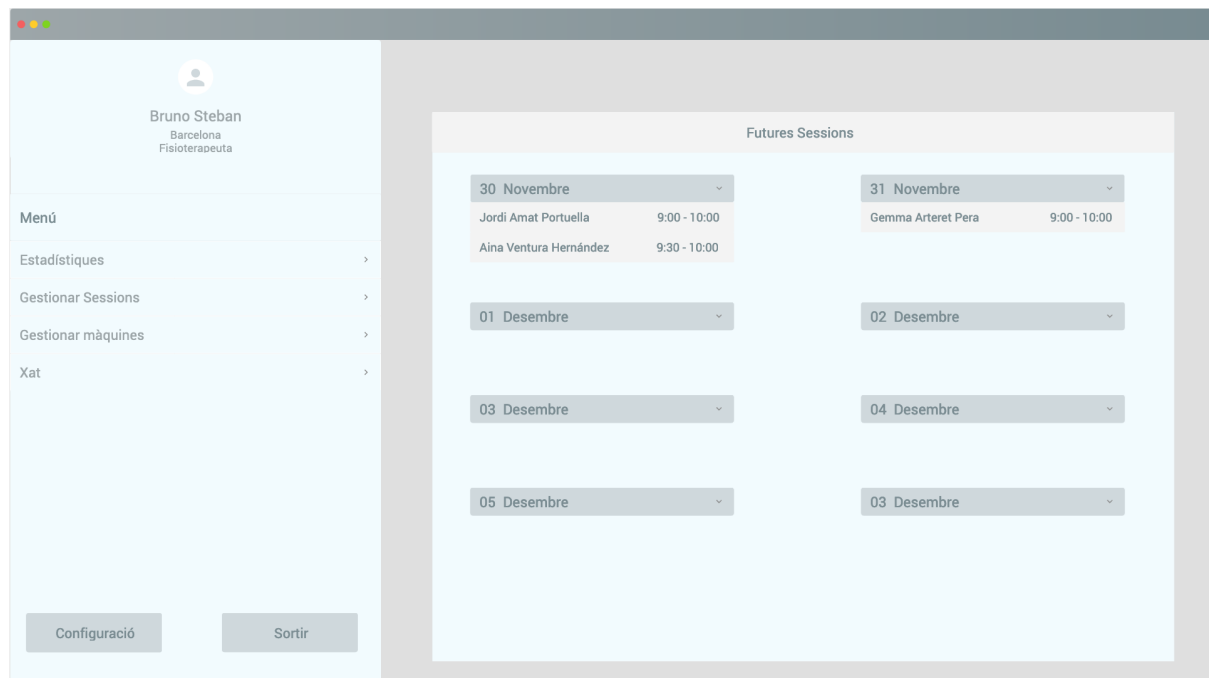 Bruno Steban
Barcelona
Fisioterapeuta
Menú
Estadístiques
Gestionar Sessions
Gestionar màquines
Xat
Configuració
Sortir
Futures Sessions
30 Novembre
Jordi Amat Portuella 9:00 - 10:00
Aina Ventura Hernández 9:30 - 10:00
31 Novembre
Gemma Arteret Pera 9:00 - 10:00
01 Desembre
02 Desembre
03 Desembre
04 Desembre
05 Desembre
03 Desembre